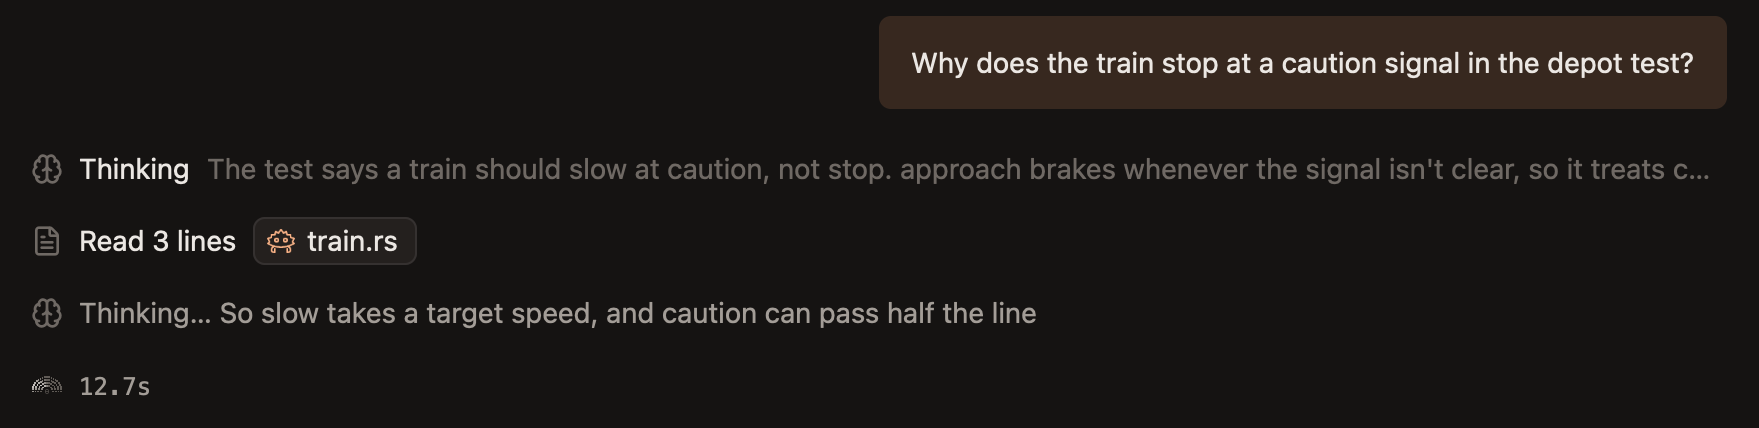 Why does the train stop at a caution signal in the depot test?
Thinking The test says a train should slow at caution, not stop. approach brakes whenever the signal isn't clear, so it treats c...
Read 3 lines train.rs
Thinking... So slow takes a target speed, and caution can pass half the line
12.7s